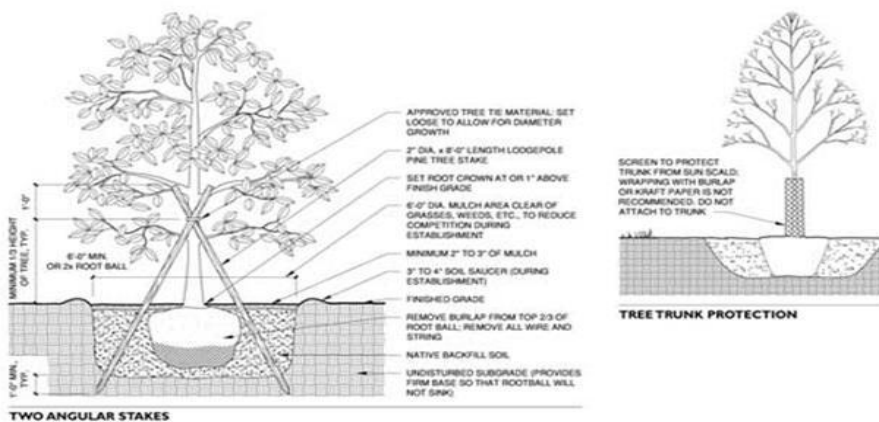 APPROVED TREE TIE MATERIAL: SET
LOOSE TO ALLOW FOR DIAMETER
GROWTH
2" DIA. x 8'-0" LENGTH LODGEPOLE
PINE TREE STAKE
SET ROOT CROWN AT OR 1" ABOVE
FINISH GRADE
6'-0" DIA. MULCH AREA CLEAR OF
GRASSES, WEEDS, ETC., TO REDUCE
COMPETITION DURING
ESTABLISHMENT
MINIMUM 2" TO 3" OF MULCH
3" TO 4" SOIL SAUCER (DURING
ESTABLISHMENT)
FINISHED GRADE
REMOVE BURLAP FROM TOP 2/3 OF
ROOT BALL; REMOVE ALL WIRE AND
STRING
NATIVE BACKFILL SOIL
UNDISTURBED SUBGRADE (PROVIDES
FIRM BASE SO THAT ROOTBALL WILL
NOT SINK)
1'-0"
MINIMUM 1/3 HEIGHT
OF TREE, TYP.
6'-0" MIN.
OR 2x ROOT BALL
1'-0" MIN.,
TYP.
TWO ANGULAR STAKES
SCREEN TO PROTECT
TRUNK FROM SUN SCALD;
WRAPPING WITH BURLAP
OR KRAFT PAPER IS NOT
RECOMMENDED. DO NOT
ATTACH TO TRUNK
TREE TRUNK PROTECTION